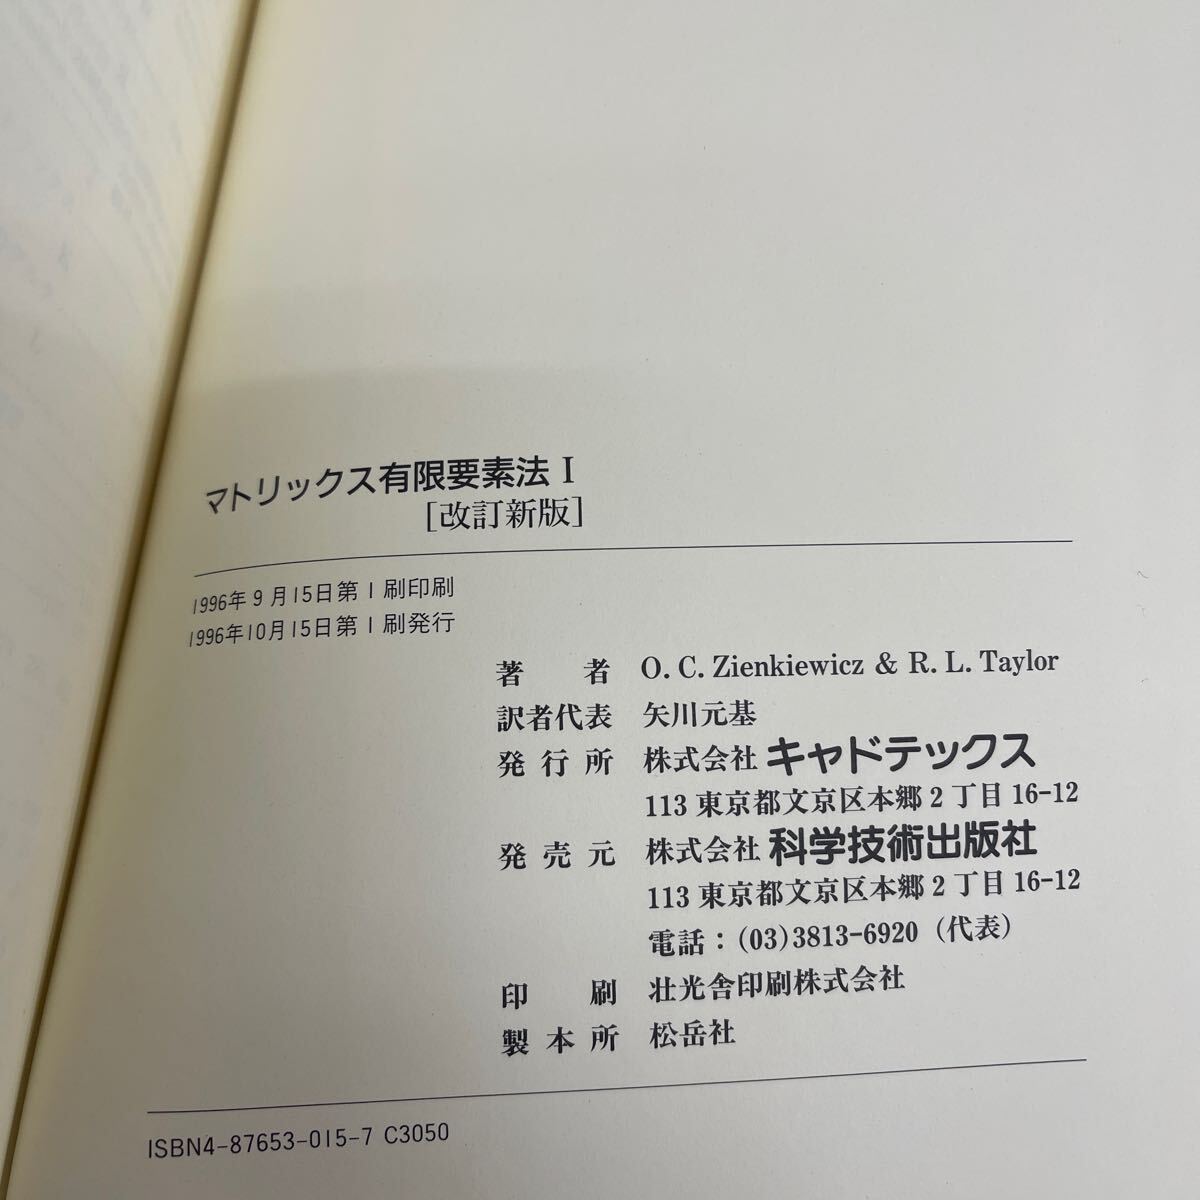 マトリックス有限要素法 I
[改訂新版]
1996年9月15日第1刷印刷
1996年10月15日第1刷発行
著者 O. C. Zienkiewicz & R. L. Taylor
訳者代表 矢川元基
発行所 株式会社 キャドテックス
113 東京都文京区本郷2丁目16-12
発売元 株式会社 科学技術出版社
113 東京都文京区本郷2丁目16-12
電話：(03)3813-6920（代表）
印刷 壮光舎印刷株式会社
製本所 松岳社
ISBN4-87653-015-7 C3050